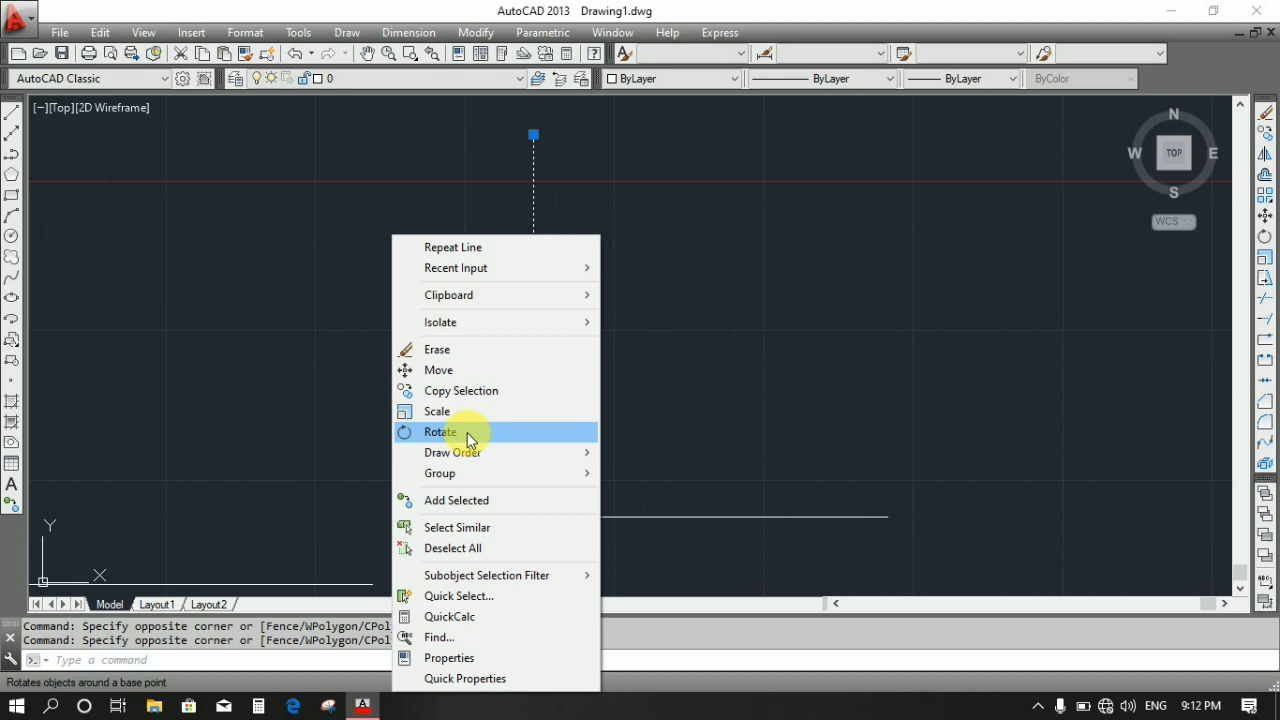 AutoCAD 2013 Drawing1.dwg
File Edit View Insert Format Tools Draw Dimension Modify Parametric Window Help Express
AutoCAD Classic 0 ByLayer ByLayer ByLayer ByColor
[−][Top][2D Wireframe]
N
W TOP E
S
WCS
Repeat Line
Recent Input
Clipboard
Isolate
Erase
Move
Copy Selection
Scale
Rotate
Draw Order
Group
Add Selected
Select Similar
Deselect All
Subobject Selection Filter
Quick Select...
QuickCalc
Find...
Properties
Quick Properties
Y
X
Model Layout1 Layout2
Command: Specify opposite corner or [Fence/WPolygon/CPol
Command: Specify opposite corner or [Fence/WPolygon/CPol
Type a command
Rotates objects around a base point
ENG 9:12 PM